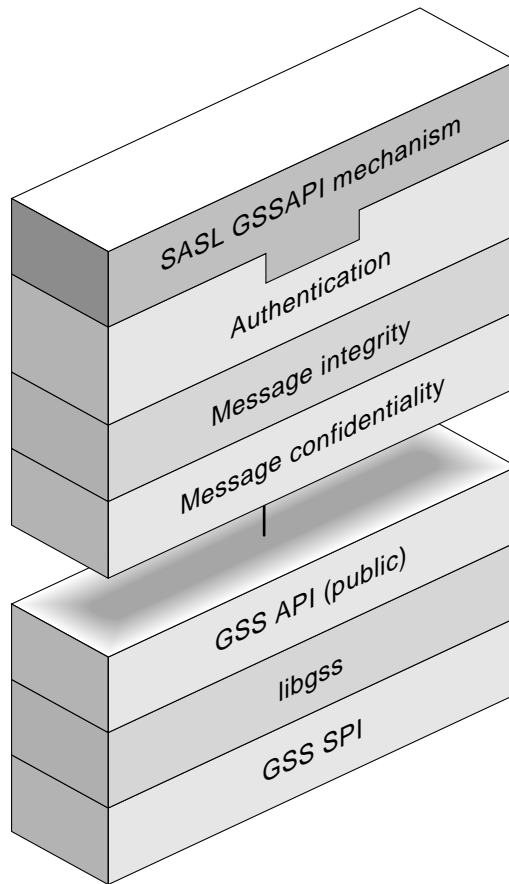 SASL GSSAPI mechanism
Authentication
Message integrity
Message confidentiality
GSS API (public)
libgss
GSS SPI